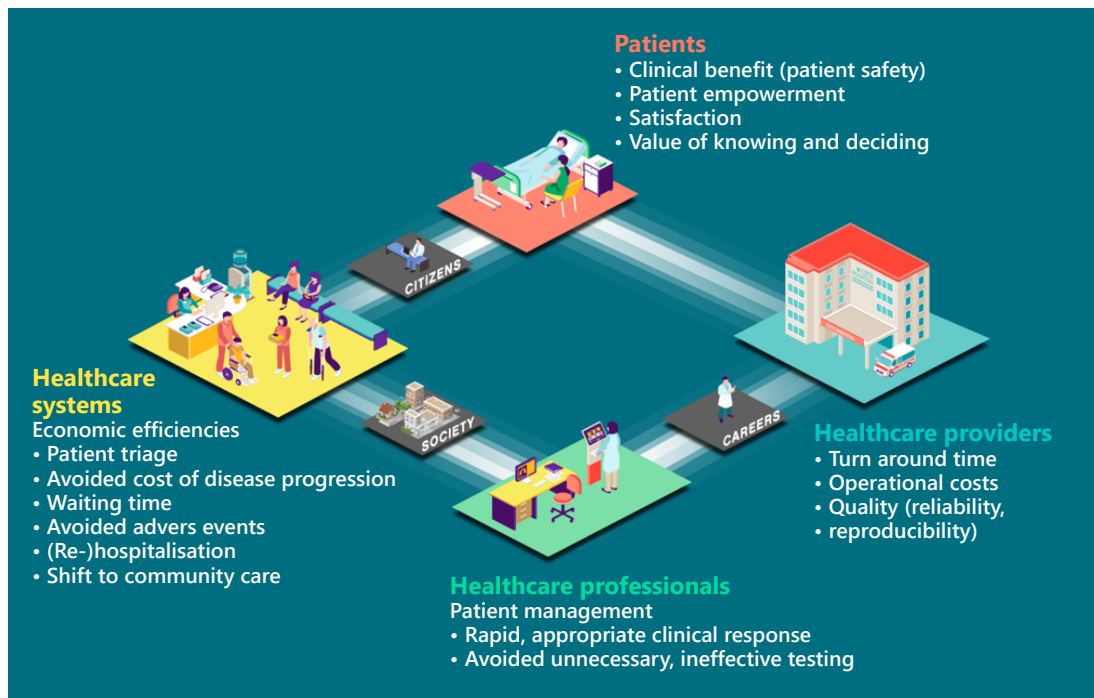 Patients
• Clinical benefit (patient safety)
• Patient empowerment
• Satisfaction
• Value of knowing and deciding
CITIZENS
Healthcare
systems
Economic efficiencies
• Patient triage
• Avoided cost of disease progression
• Waiting time
• Avoided advers events
• (Re-)hospitalisation
• Shift to community care
SOCIETY
CAREERS
Healthcare providers
• Turn around time
• Operational costs
• Quality (reliability,
• reproducibility)
Healthcare professionals
Patient management
• Rapid, appropriate clinical response
• Avoided unnecessary, ineffective testing